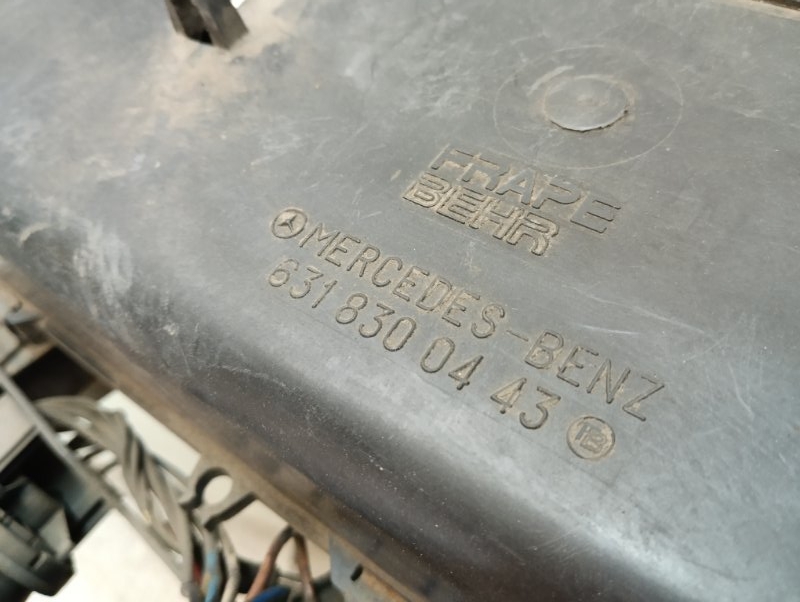 FRAPE
BEHR
MERCEDES-BENZ
631 830 04 43